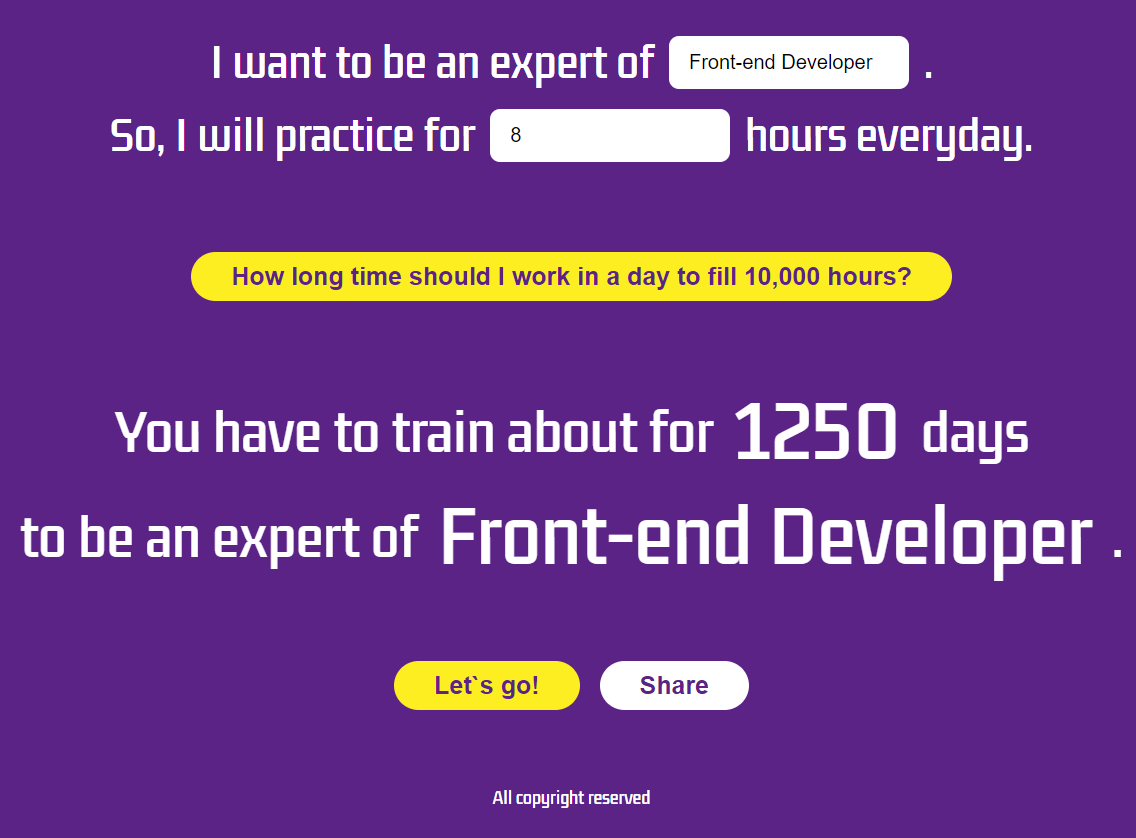 I want to be an expert of Front-end Developer .
So, I will practice for 8 hours everyday.
How long time should I work in a day to fill 10,000 hours?
You have to train about for 1250 days
to be an expert of Front-end Developer .
Let`s go! Share
All copyright reserved